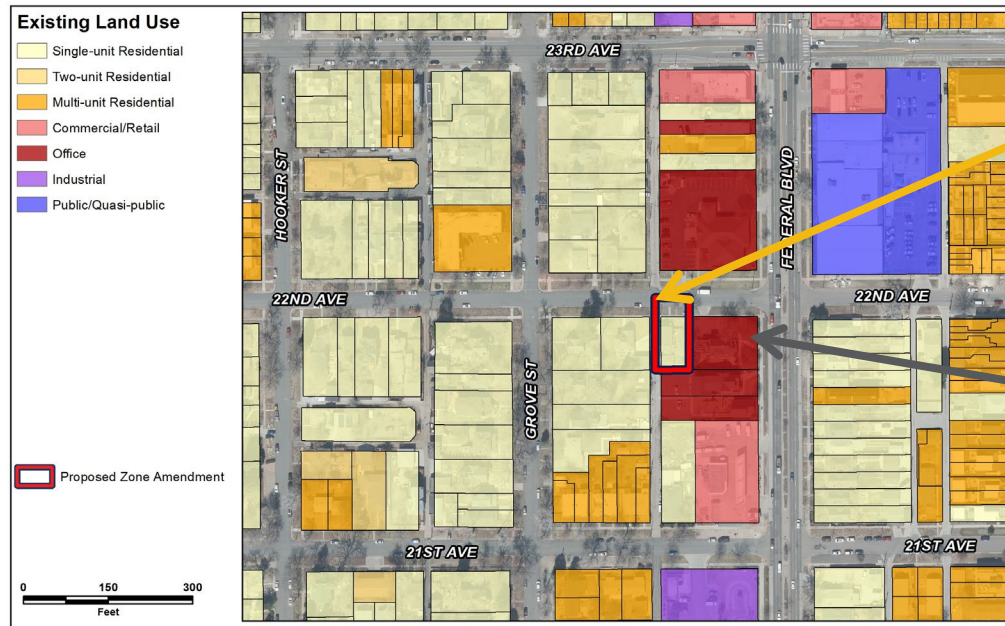 Existing Land Use
Single-unit Residential
Two-unit Residential
Multi-unit Residential
Commercial/Retail
Office
Industrial
Public/Quasi-public
Proposed Zone Amendment
0 150 300
Feet
23RD AVE
HOOKER ST
FEDERAL BLVD
22ND AVE
22ND AVE
GROVE ST
21ST AVE
21ST AVE